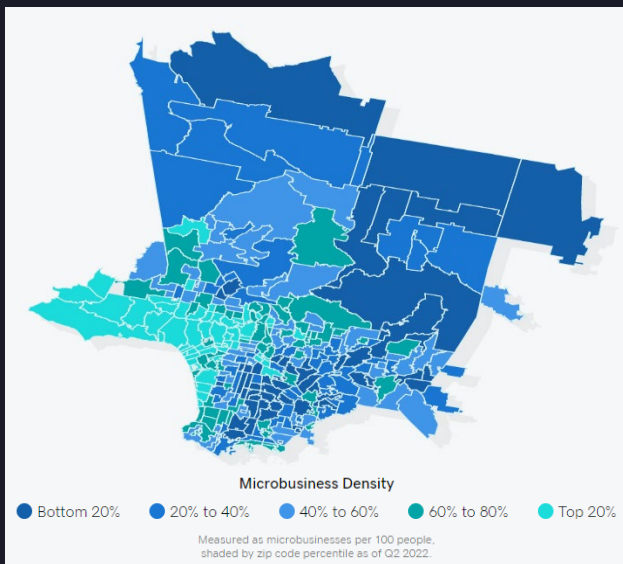 Microbusiness Density
Bottom 20% 20% to 40% 40% to 60% 60% to 80% Top 20%
Measured as microbusinesses per 100 people,
shaded by zip code percentile as of Q2 2022.